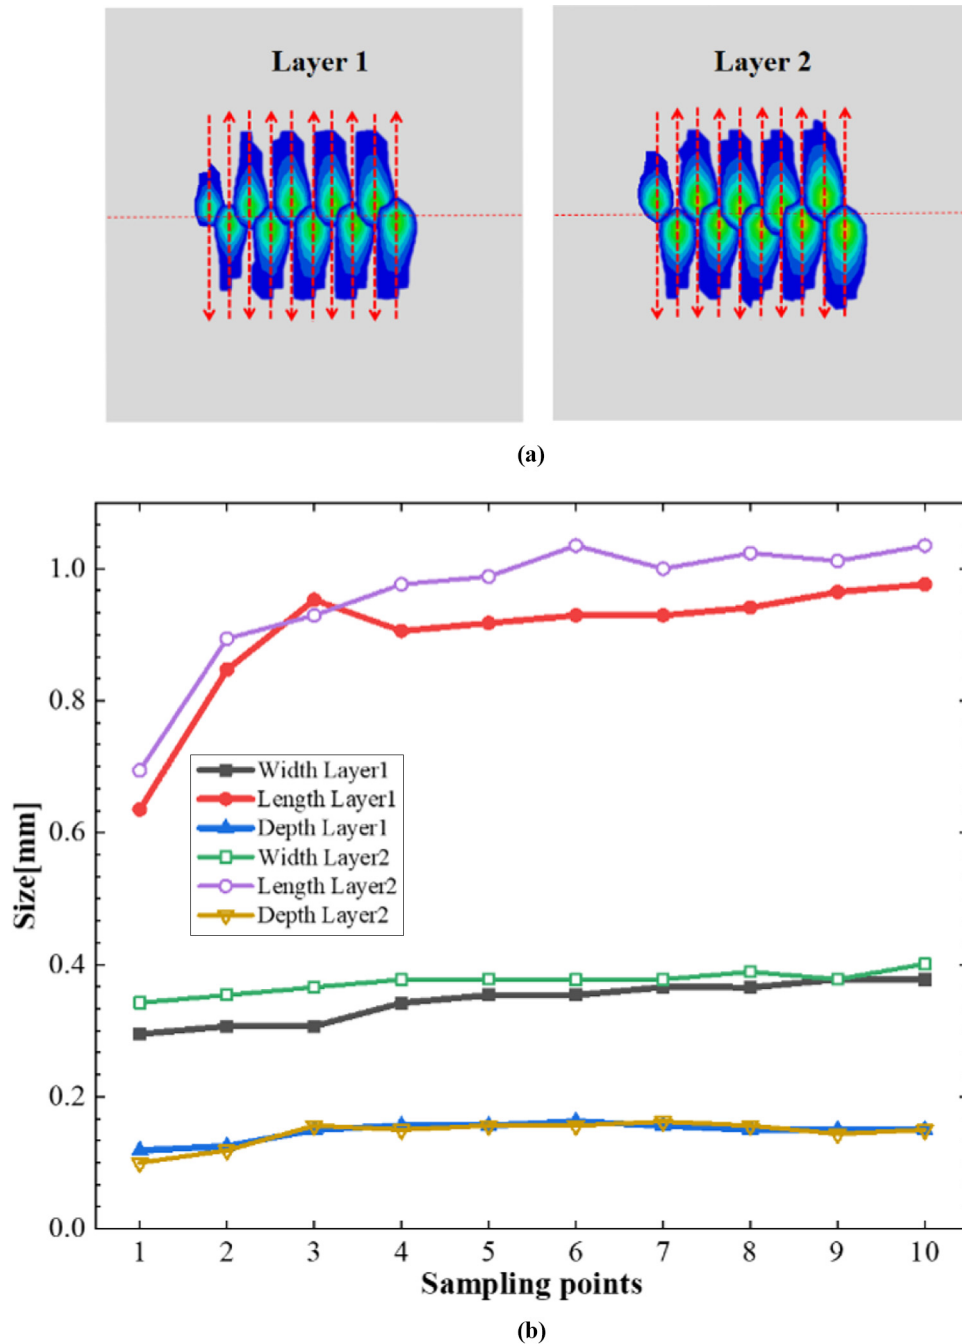 Layer 1
Layer 2
(a)
1.0
0.8
0.6
0.4
0.2
0.0
Size[mm]
Width Layer1
Length Layer1
Depth Layer1
Width Layer2
Length Layer2
Depth Layer2
1 2 3 4 5 6 7 8 9 10
Sampling points
(b)